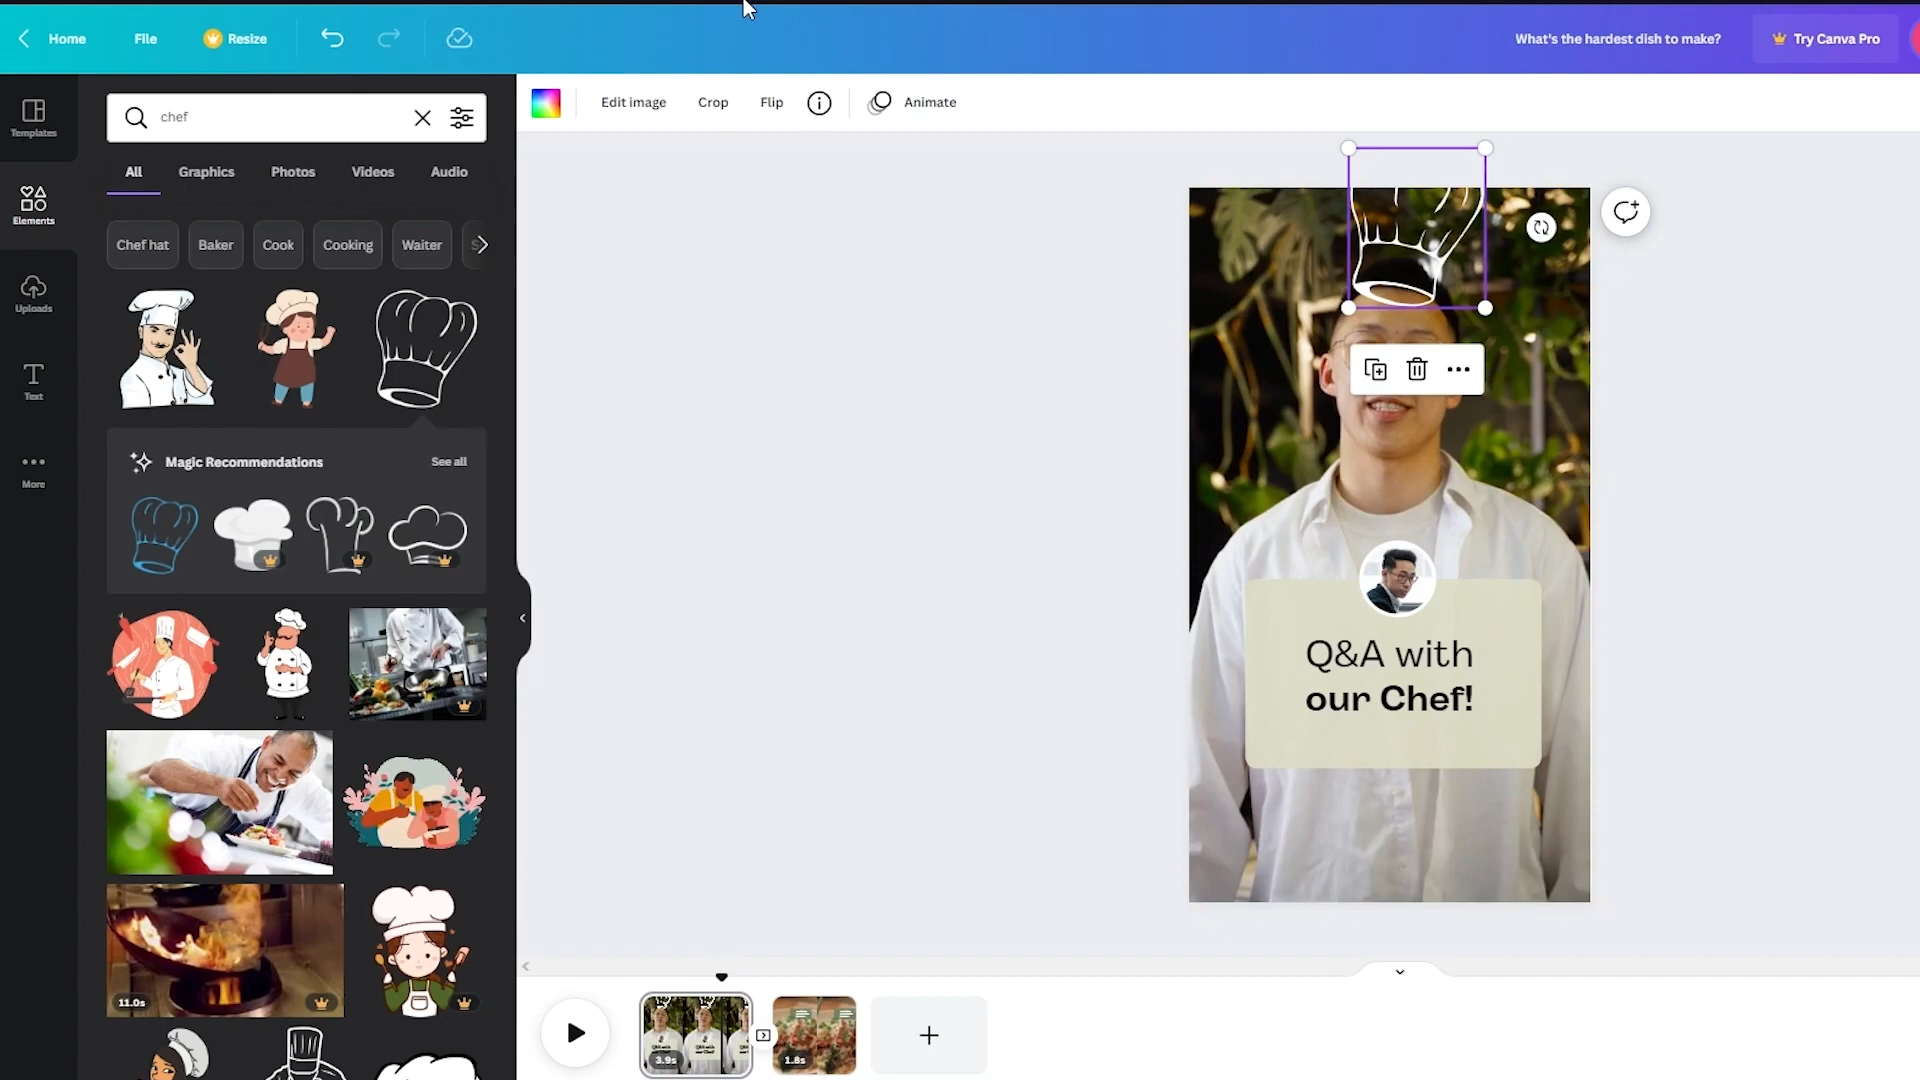 Home
File
Resize
What's the hardest dish to make?
Try Canva Pro
Templates
Elements
Uploads
Text
More
chef
All
Graphics
Photos
Videos
Audio
Chef hat
Baker
Cook
Cooking
Waiter
Magic Recommendations
See all
11.0s
Edit image
Crop
Flip
Animate
Q&A with
our Chef!
3.9s
1.8s